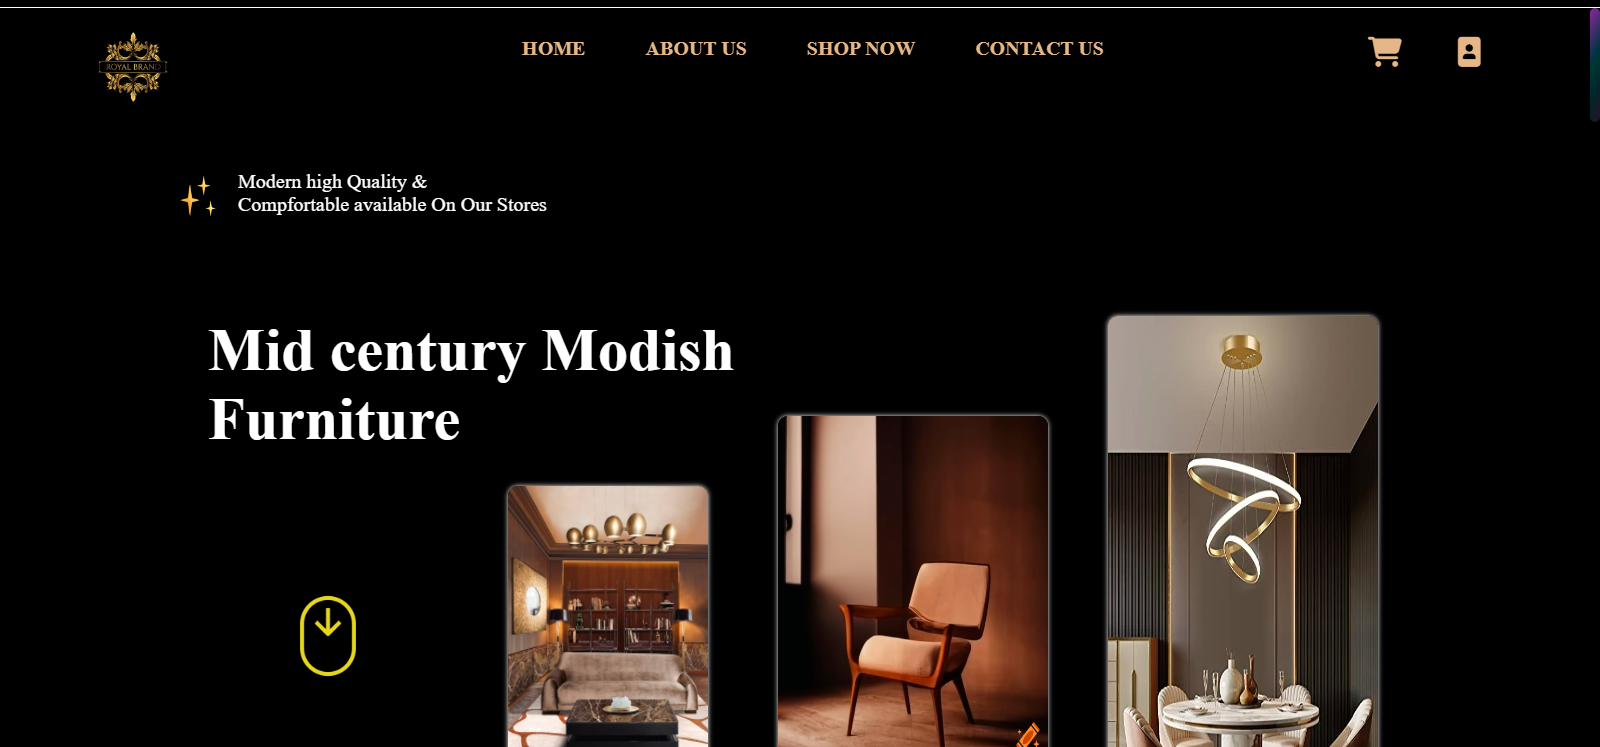 ROYAL BRAND
HOME
ABOUT US
SHOP NOW
CONTACT US
Modern high Quality &
Compfortable available On Our Stores
Mid century Modish
Furniture